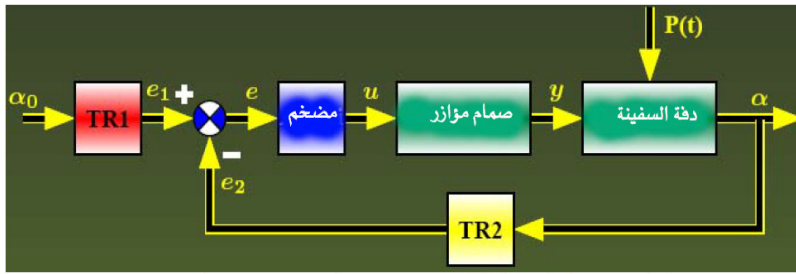 P(t)
α₀
TR1
e₁
+
e
مضخم
u
صمام مؤازر
y
دفة السفينة
α
−
e₂
TR2